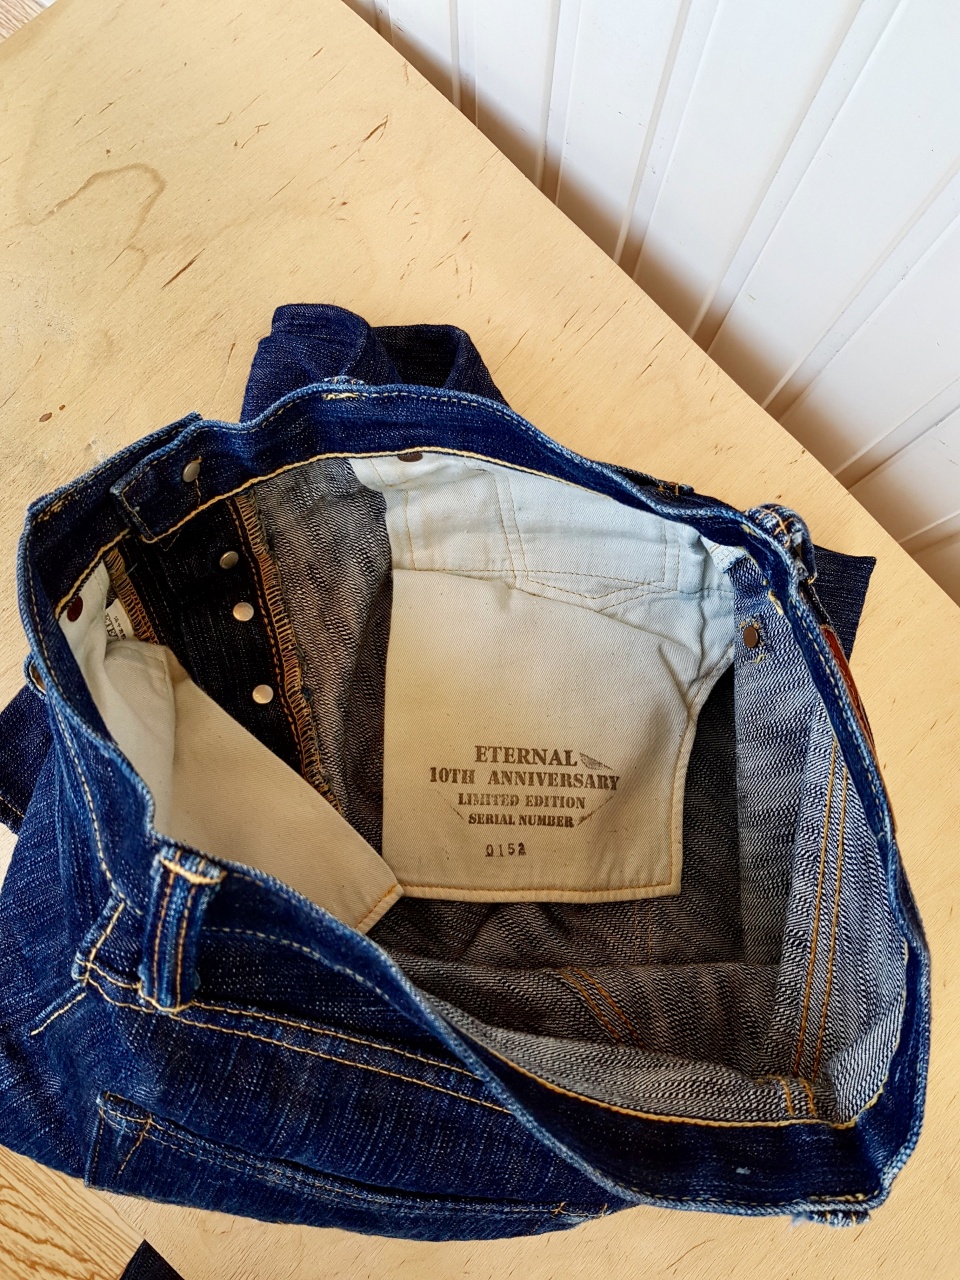 ETERNAL
10TH ANNIVERSARY
LIMITED EDITION
SERIAL NUMBER
0152